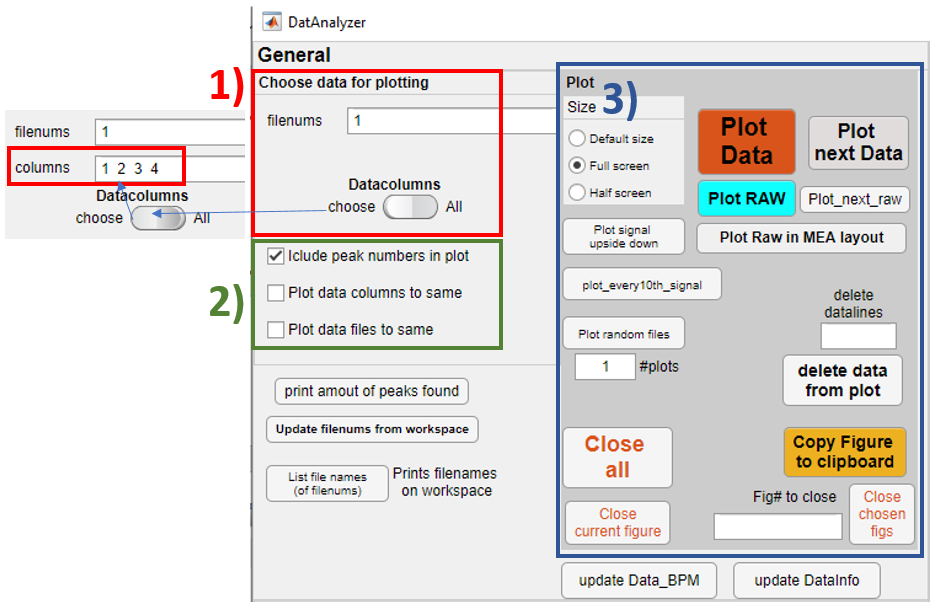 DatAnalyzer
General
1)
Choose data for plotting
filenums 1
Datacolumns
choose All
filenums 1
columns 1 2 3 4
Datacolumns
choose All
2)
Iclude peak numbers in plot
Plot data columns to same
Plot data files to same
print amout of peaks found
Update filenums from workspace
List file names
(of filenums)
Prints filenames
on workspace
3)
Plot
Size
Default size
Full screen
Half screen
Plot
Data
Plot
next Data
Plot RAW
Plot_next_raw
Plot signal
upside down
Plot Raw in MEA layout
plot_every10th_signal
delete
datalines
Plot random files
1 #plots
delete data
from plot
Close
all
Copy Figure
to clipboard
Close
current figure
Fig# to close
Close
chosen
figs
update Data_BPM
update DataInfo